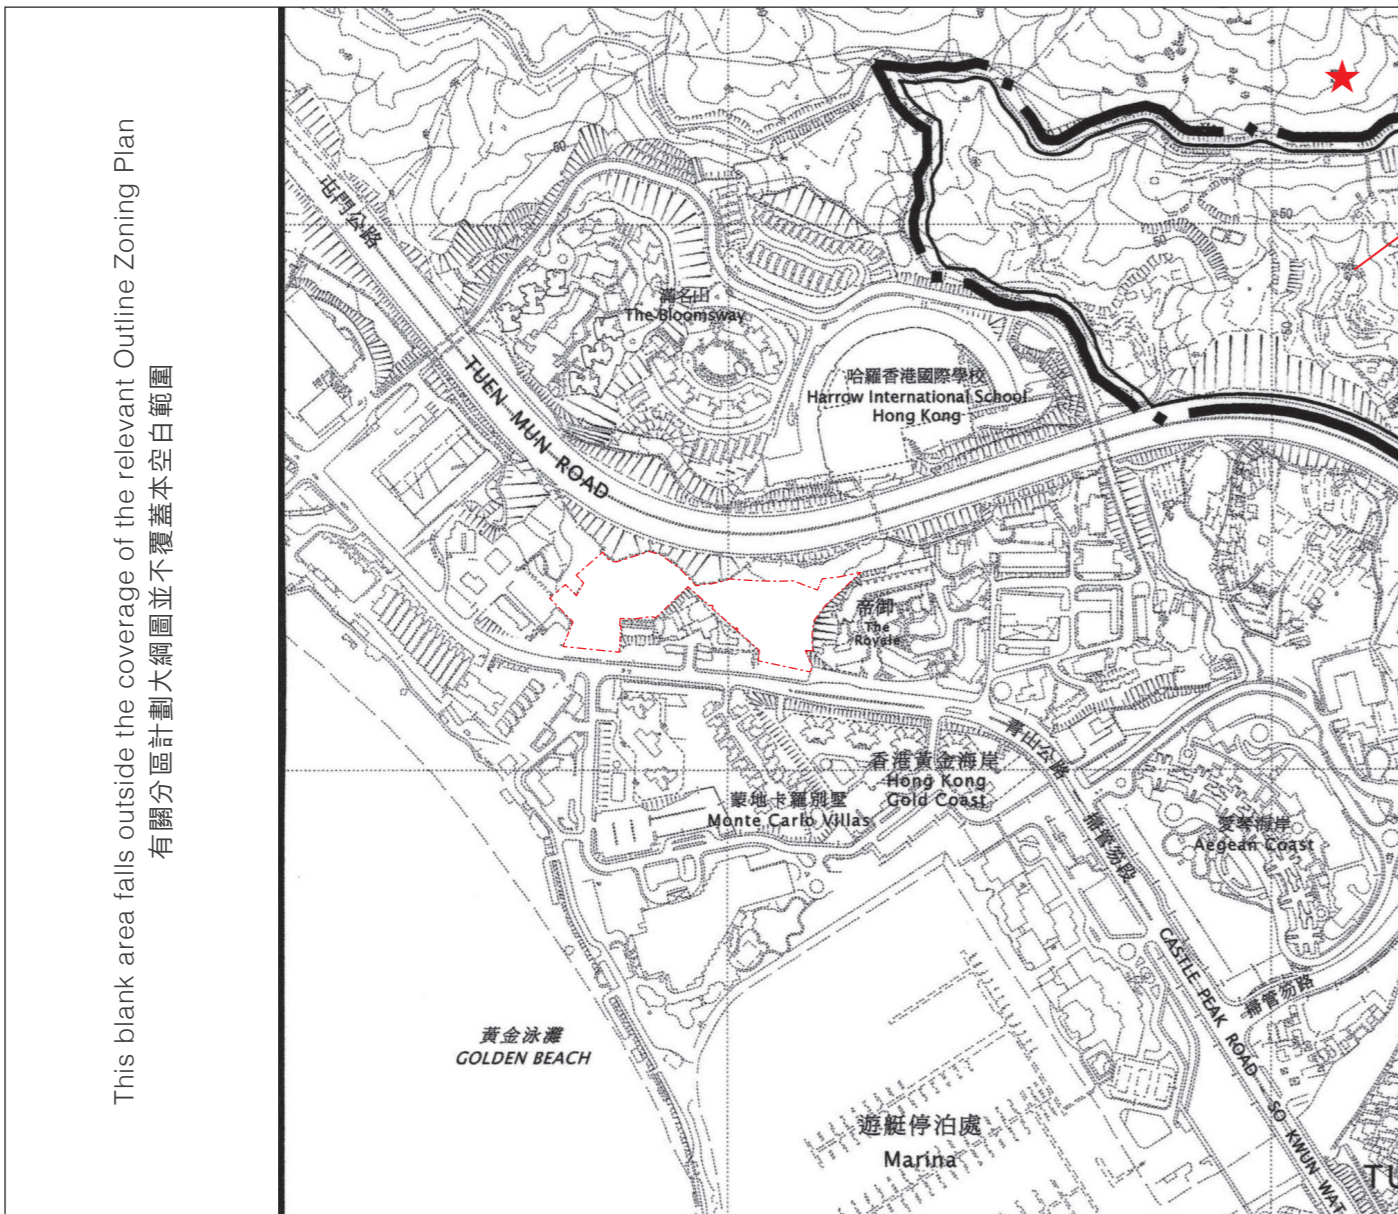 This blank area falls outside the coverage of the relevant Outline Zoning Plan
有關分區計劃大綱圖並不覆蓋本空白範圍
屯門公路
TUEN MUN ROAD
滿名山
The Bloomsway
哈羅香港國際學校
Harrow International School
Hong Kong
50
50
50
帝御
The
Royale
青山公路
香港黃金海岸
Hong Kong
Gold Coast
蒙地卡羅別墅
Monte Carlo Villas
掃管笏段
愛琴海岸
Aegean Coast
CASTLE PEAK ROAD
掃管笏路
SO KWUN WAT
黃金泳灘
GOLDEN BEACH
遊艇停泊處
Marina
TU